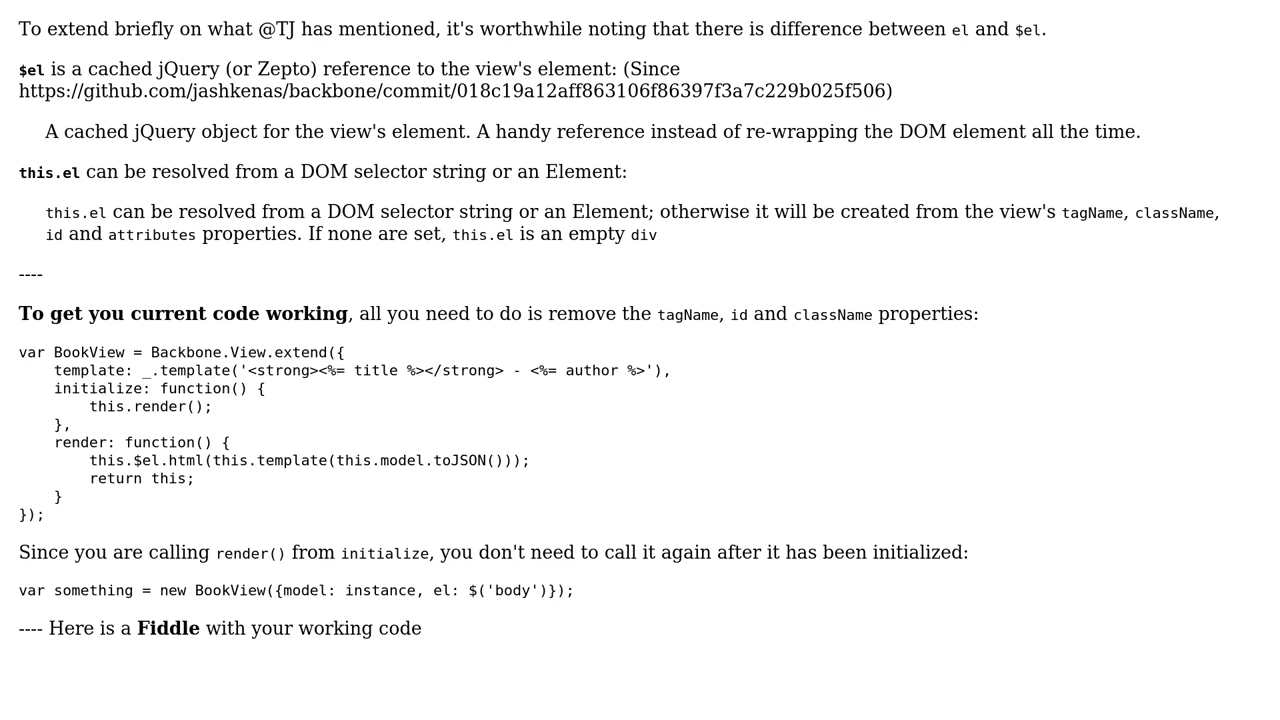 To extend briefly on what @TJ has mentioned, it's worthwhile noting that there is difference between el and $el.
$el is a cached jQuery (or Zepto) reference to the view's element: (Since
https://github.com/jashkenas/backbone/commit/018c19a12aff863106f86397f3a7c229b025f506)
A cached jQuery object for the view's element. A handy reference instead of re-wrapping the DOM element all the time.
this.el can be resolved from a DOM selector string or an Element:
this.el can be resolved from a DOM selector string or an Element; otherwise it will be created from the view's tagName, className,
id and attributes properties. If none are set, this.el is an empty div
----
To get you current code working, all you need to do is remove the tagName, id and className properties:
var BookView = Backbone.View.extend({
    template: _.template('<strong><%= title %></strong> - <%= author %>'),
    initialize: function() {
        this.render();
    },
    render: function() {
        this.$el.html(this.template(this.model.toJSON()));
        return this;
    }
});
Since you are calling render() from initialize, you don't need to call it again after it has been initialized:
var something = new BookView({model: instance, el: $('body')});
---- Here is a Fiddle with your working code